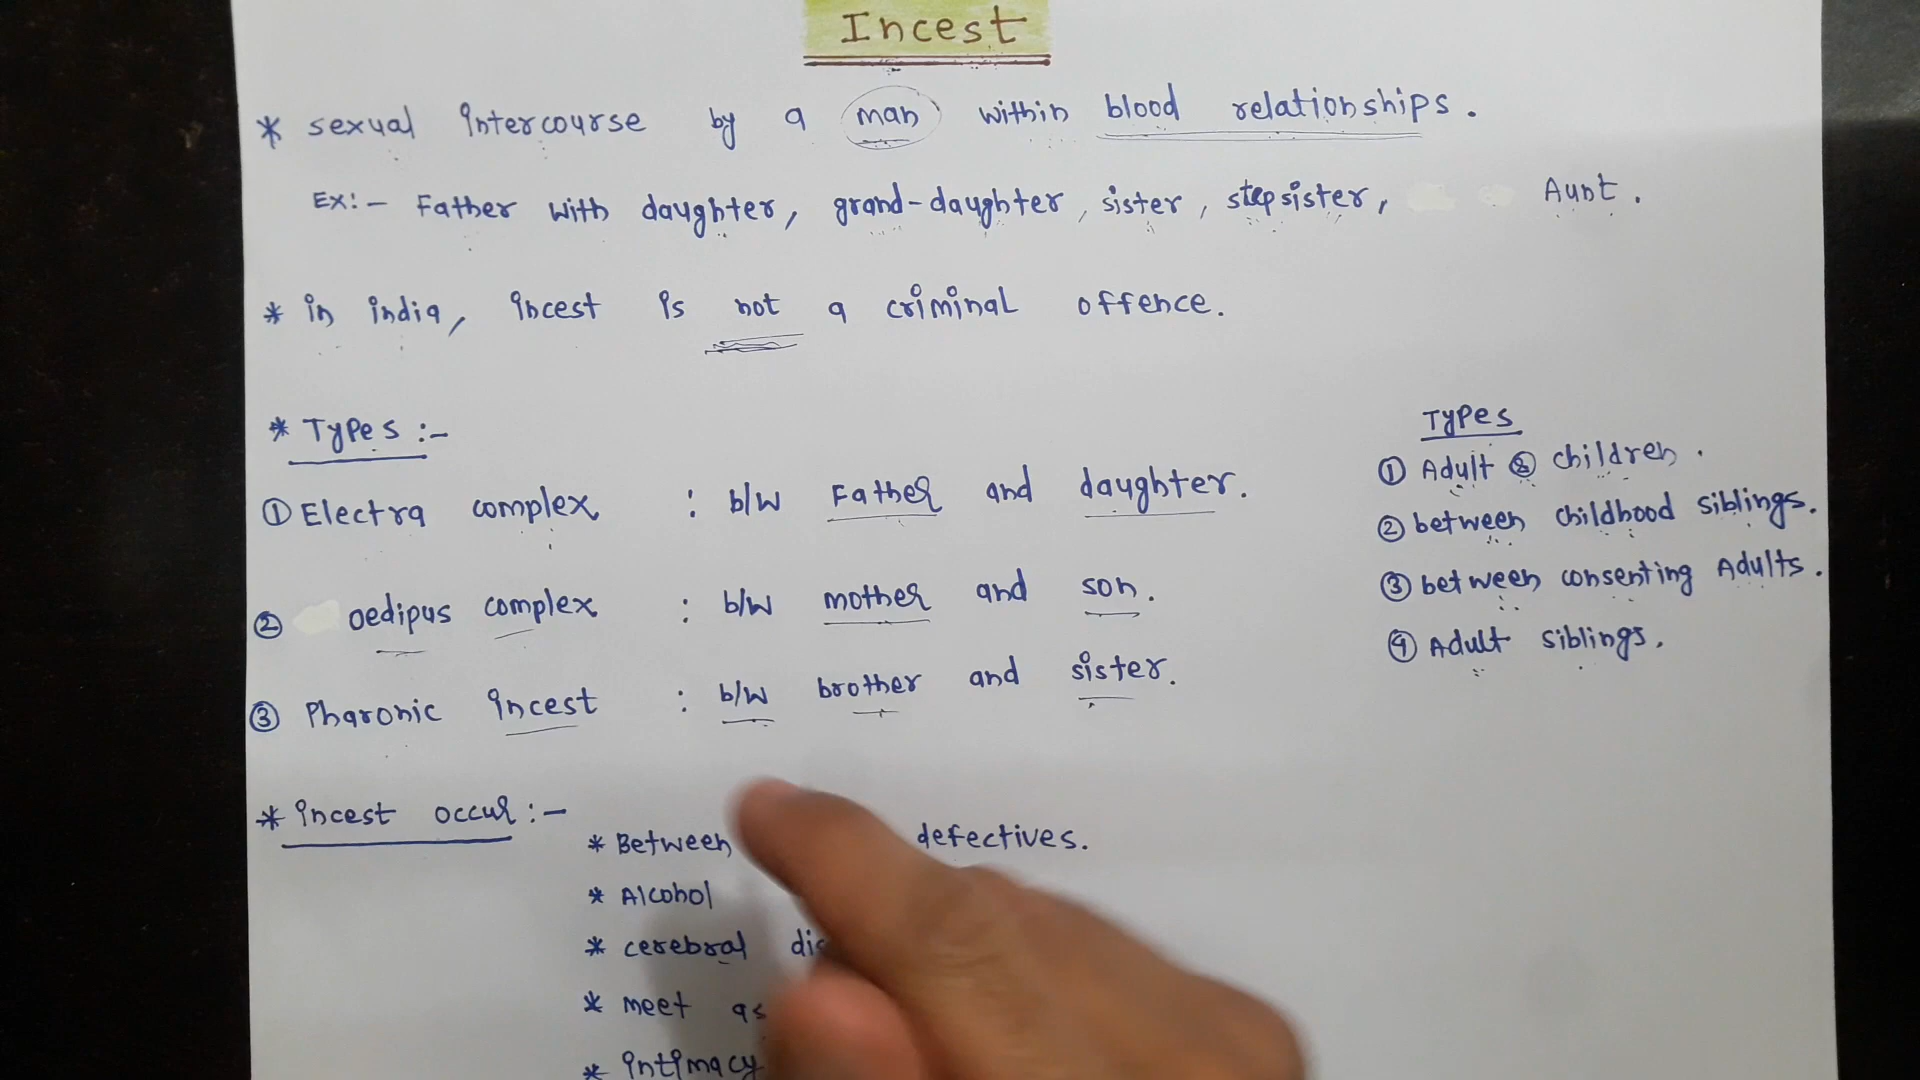 Incest
* sexual intercourse by a man within blood relationships.
Ex:- Father with daughter, grand-daughter, sister, stepsister, Aunt.
* in india, incest is not a criminal offence.
* Types :-
① Electra complex : b/w Father and daughter.
② oedipus complex : b/w mother and son.
③ Pharonic incest : b/w brother and sister.
Types
① Adult & children.
② between childhood siblings.
③ between consenting Adults.
④ Adult siblings.
* incest occur :-
* Between defectives.
* Alcohol
* cerebral
* meet as
* intimacy